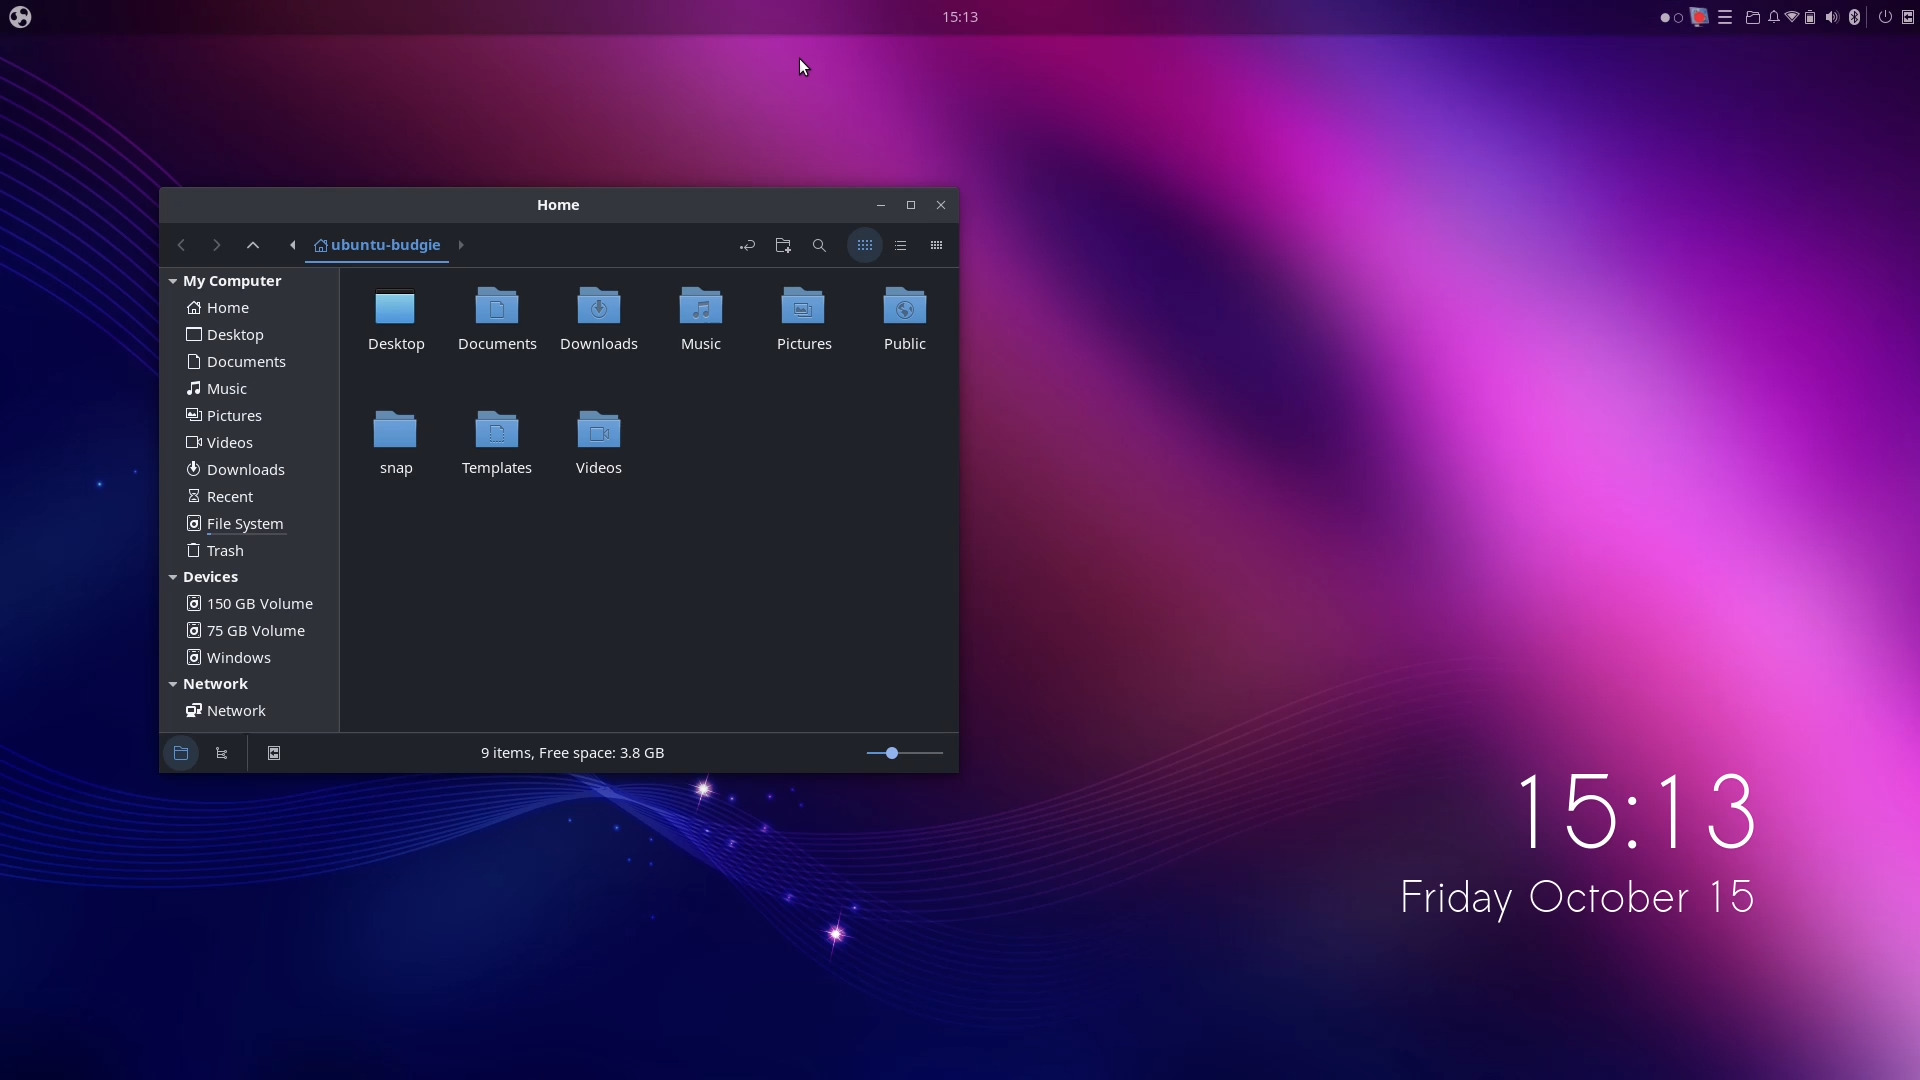 15:13
Home
ubuntu-budgie
My Computer
Home
Desktop
Documents
Music
Pictures
Videos
Downloads
Recent
File System
Trash
Devices
150 GB Volume
75 GB Volume
Windows
Network
Network
Desktop
Documents
Downloads
Music
Pictures
Public
snap
Templates
Videos
9 items, Free space: 3.8 GB
15:13
Friday October 15